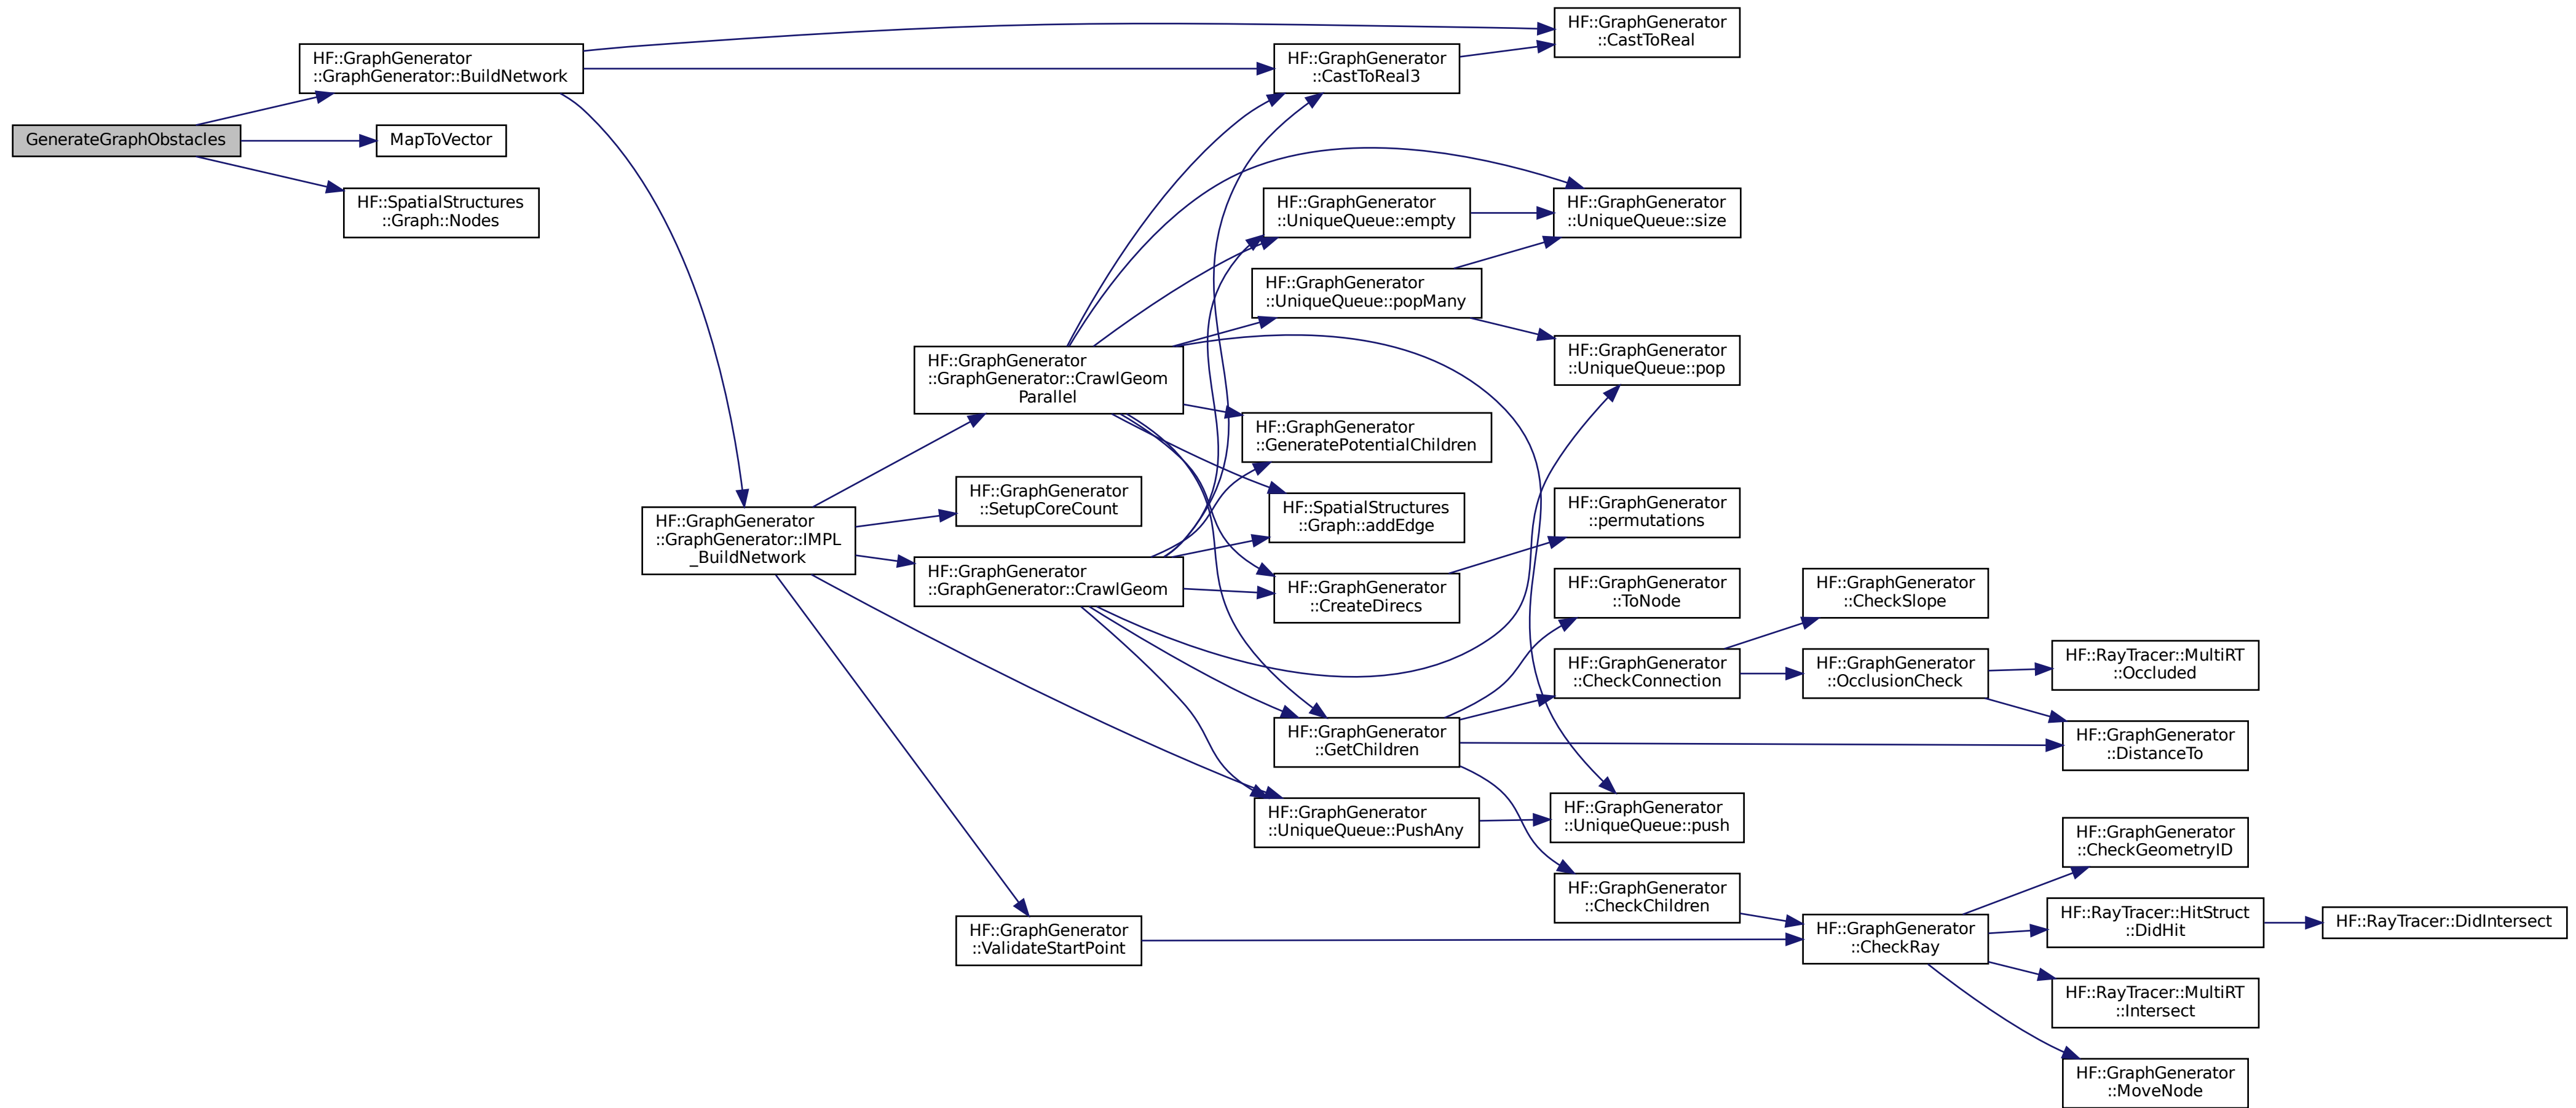 GenerateGraphObstacles
HF::GraphGenerator
::GraphGenerator::BuildNetwork
MapToVector
HF::SpatialStructures
::Graph::Nodes
HF::GraphGenerator
::GraphGenerator::IMPL
_BuildNetwork
HF::GraphGenerator
::GraphGenerator::CrawlGeom
Parallel
HF::GraphGenerator
::SetupCoreCount
HF::GraphGenerator
::GraphGenerator::CrawlGeom
HF::GraphGenerator
::ValidateStartPoint
HF::GraphGenerator
::CastToReal3
HF::GraphGenerator
::UniqueQueue::empty
HF::GraphGenerator
::UniqueQueue::popMany
HF::GraphGenerator
::GeneratePotentialChildren
HF::SpatialStructures
::Graph::addEdge
HF::GraphGenerator
::CreateDirecs
HF::GraphGenerator
::GetChildren
HF::GraphGenerator
::UniqueQueue::PushAny
HF::GraphGenerator
::CastToReal
HF::GraphGenerator
::UniqueQueue::size
HF::GraphGenerator
::UniqueQueue::pop
HF::GraphGenerator
::permutations
HF::GraphGenerator
::ToNode
HF::GraphGenerator
::CheckConnection
HF::GraphGenerator
::UniqueQueue::push
HF::GraphGenerator
::CheckChildren
HF::GraphGenerator
::CheckSlope
HF::GraphGenerator
::OcclusionCheck
HF::GraphGenerator
::CheckRay
HF::RayTracer::MultiRT
::Occluded
HF::GraphGenerator
::DistanceTo
HF::GraphGenerator
::CheckGeometryID
HF::RayTracer::HitStruct
::DidHit
HF::RayTracer::MultiRT
::Intersect
HF::GraphGenerator
::MoveNode
HF::RayTracer::DidIntersect